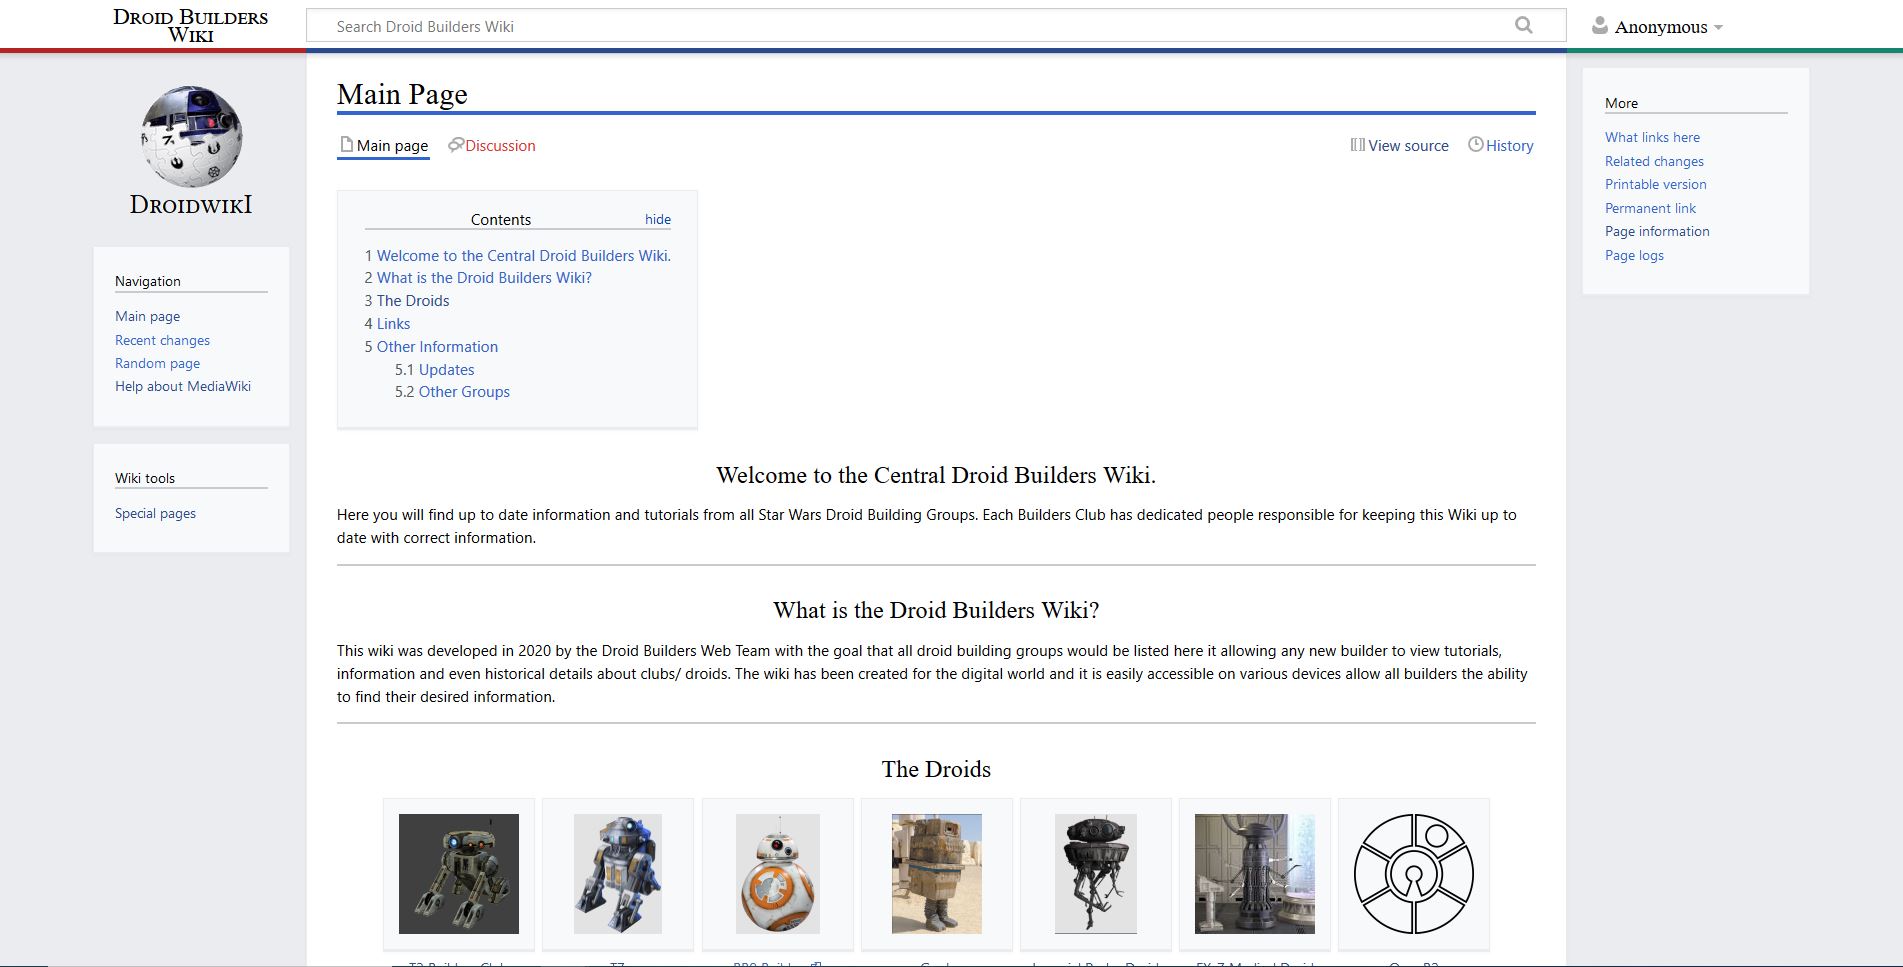 Droid Builders
Wiki
Search Droid Builders Wiki
Anonymous
DroidwikI
Navigation
Main page
Recent changes
Random page
Help about MediaWiki
Wiki tools
Special pages
Main Page
Main page
Discussion
View source
History
Contents
hide
1 Welcome to the Central Droid Builders Wiki.
2 What is the Droid Builders Wiki?
3 The Droids
4 Links
5 Other Information
5.1 Updates
5.2 Other Groups
Welcome to the Central Droid Builders Wiki.
Here you will find up to date information and tutorials from all Star Wars Droid Building Groups. Each Builders Club has dedicated people responsible for keeping this Wiki up to
date with correct information.
What is the Droid Builders Wiki?
This wiki was developed in 2020 by the Droid Builders Web Team with the goal that all droid building groups would be listed here it allowing any new builder to view tutorials,
information and even historical details about clubs/ droids. The wiki has been created for the digital world and it is easily accessible on various devices allow all builders the ability
to find their desired information.
The Droids
More
What links here
Related changes
Printable version
Permanent link
Page information
Page logs